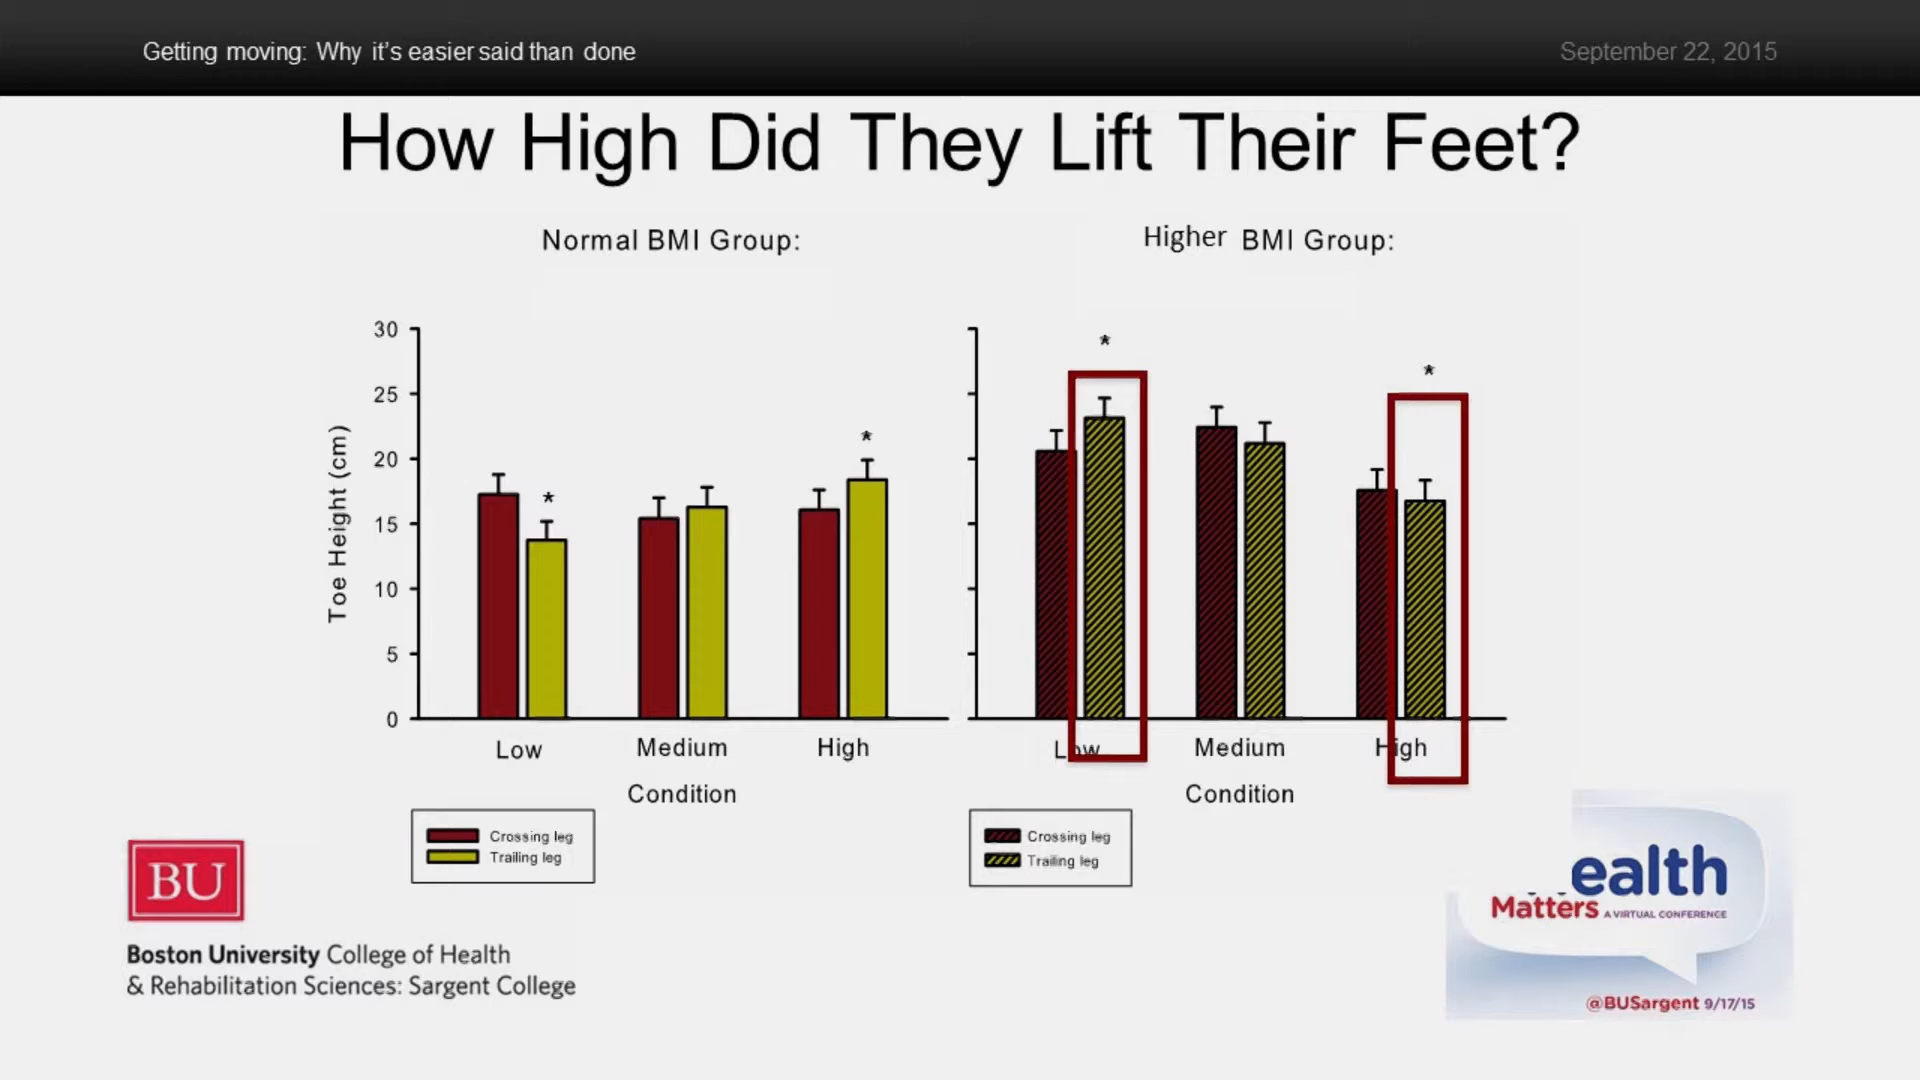 Getting moving: Why it's easier said than done
September 22, 2015
How High Did They Lift Their Feet?
Normal BMI Group:
Higher BMI Group:
Toe Height (cm)
30
25
20
15
10
5
0
*
*
*
*
Low
Medium
High
Condition
Low
Medium
High
Condition
Crossing leg
Trailing leg
Crossing leg
Trailing leg
BU
Boston University College of Health
& Rehabilitation Sciences: Sargent College
ealth
Matters A VIRTUAL CONFERENCE
@BUSargent 9/17/15